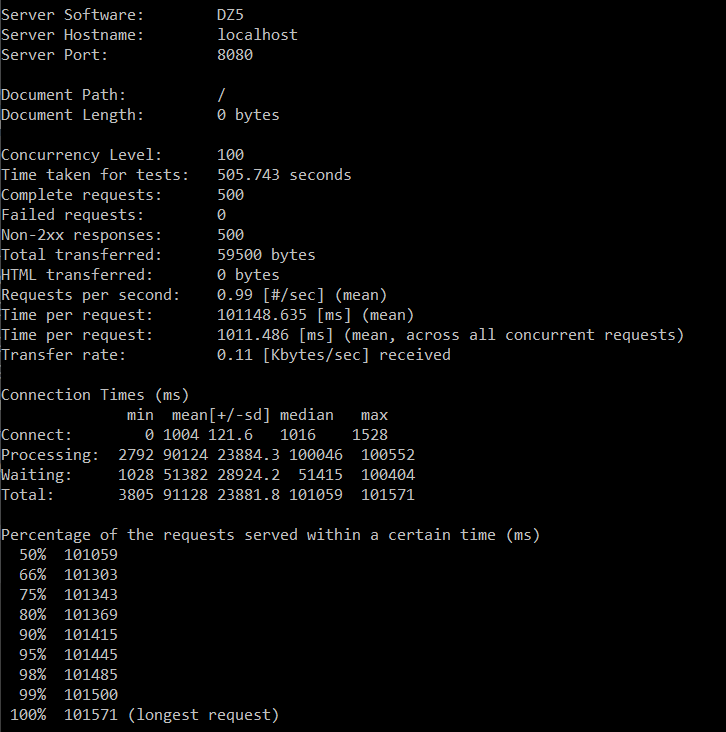 Server Software:        DZ5
Server Hostname:        localhost
Server Port:            8080
Document Path:          /
Document Length:        0 bytes
Concurrency Level:      100
Time taken for tests:   505.743 seconds
Complete requests:      500
Failed requests:        0
Non-2xx responses:      500
Total transferred:      59500 bytes
HTML transferred:       0 bytes
Requests per second:    0.99 [#/sec] (mean)
Time per request:       101148.635 [ms] (mean)
Time per request:       1011.486 [ms] (mean, across all concurrent requests)
Transfer rate:          0.11 [Kbytes/sec] received
Connection Times (ms)
              min  mean[+/-sd] median   max
Connect:        0 1004 121.6   1016    1528
Processing:  2792 90124 23884.3 100046  100552
Waiting:     1028 51382 28924.2  51415  100404
Total:       3805 91128 23881.8 101059  101571
Percentage of the requests served within a certain time (ms)
  50%  101059
  66%  101303
  75%  101343
  80%  101369
  90%  101415
  95%  101445
  98%  101485
  99%  101500
 100%  101571 (longest request)